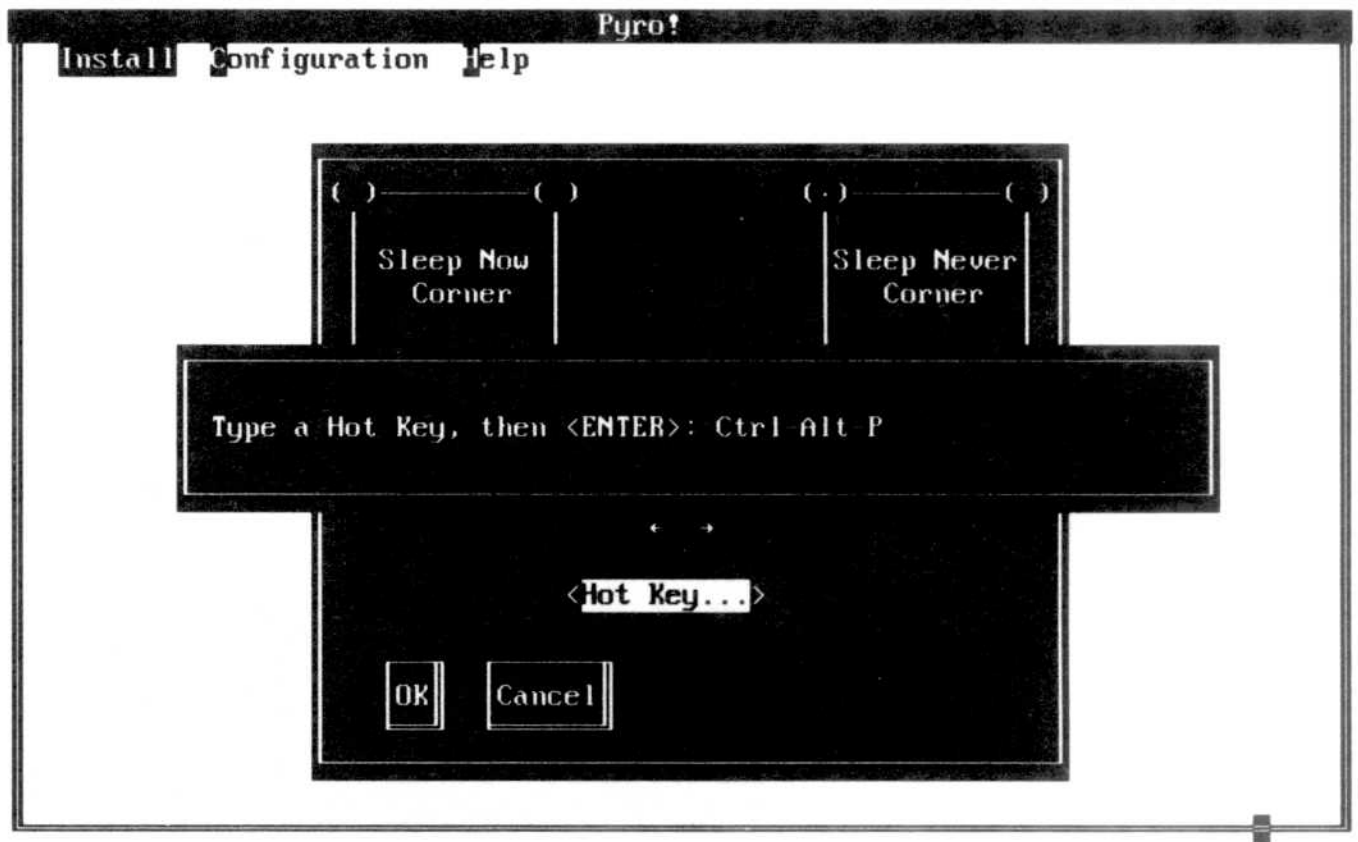 Pyro!
Install Configuration Help
( ) ( ) (·) ( )
Sleep Now Sleep Never
Corner Corner
Type a Hot Key, then <ENTER>: Ctrl-Alt-P
← →
<Hot Key...>
OK Cancel